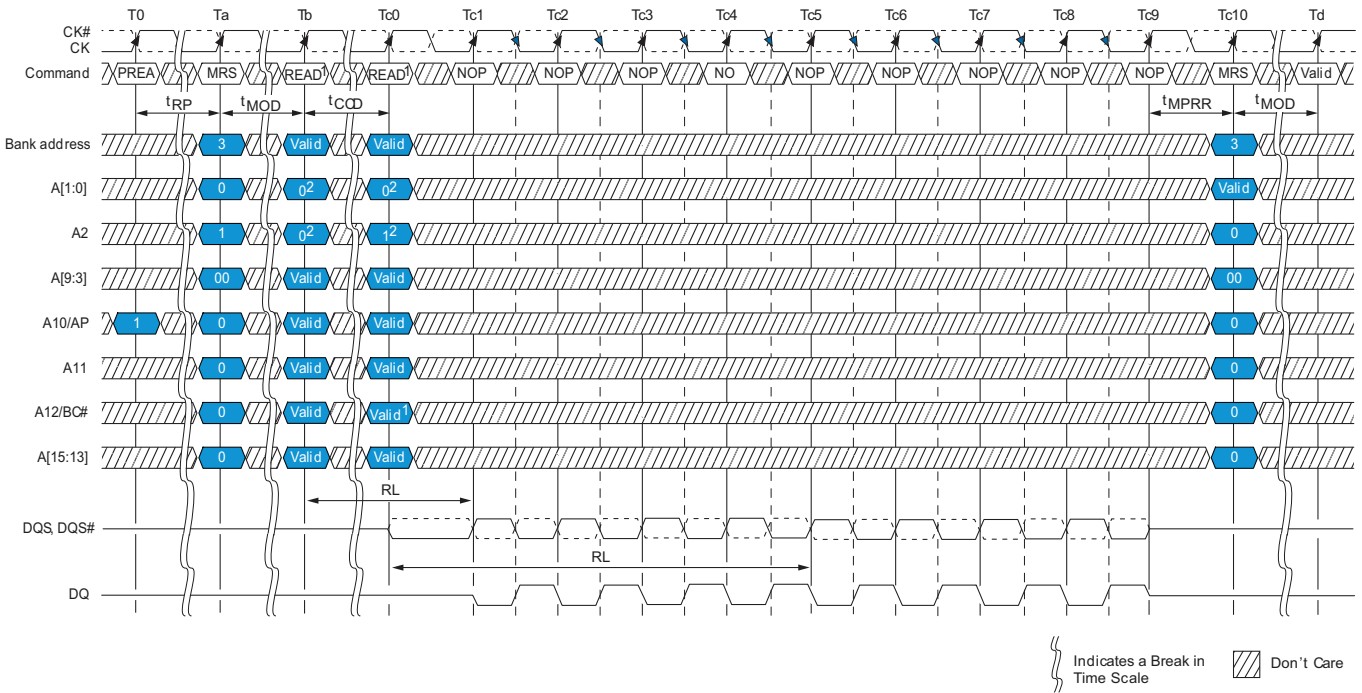 T0 Ta Tb Tc0 Tc1 Tc2 Tc3 Tc4 Tc5 Tc6 Tc7 Tc8 Tc9 Tc10 Td
CK#
CK
Command PREA MRS READ1 READ1 NOP NOP NOP NO NOP NOP NOP NOP NOP MRS Valid
tRP tMOD tCCD tMPRR tMOD
Bank address 3 Valid Valid 3
A[1:0] 0 02 02 Valid
A2 1 02 12 0
A[9:3] 00 Valid Valid 00
A10/AP 1 0 Valid Valid 0
A11 0 Valid Valid 0
A12/BC# 0 Valid Valid1 0
A[15:13] 0 Valid Valid 0
RL
DQS, DQS#
RL
DQ
Indicates a Break in
Time Scale
Don't Care